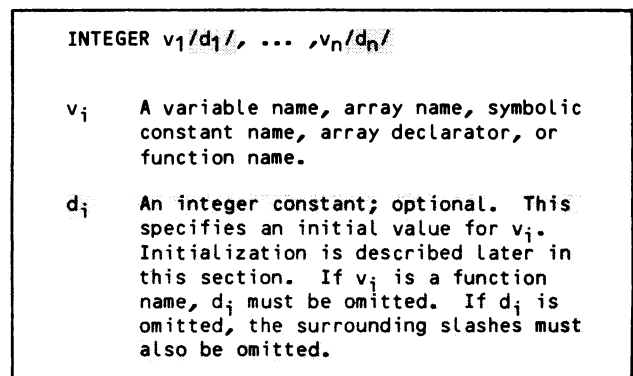 INTEGER v1/d1/, ... ,vn/dn/
vi A variable name, array name, symbolic
constant name, array declarator, or
function name.
di An integer constant; optional. This
specifies an initial value for vi.
Initialization is described later in
this section. If vi is a function
name, di must be omitted. If di is
omitted, the surrounding slashes must
also be omitted.